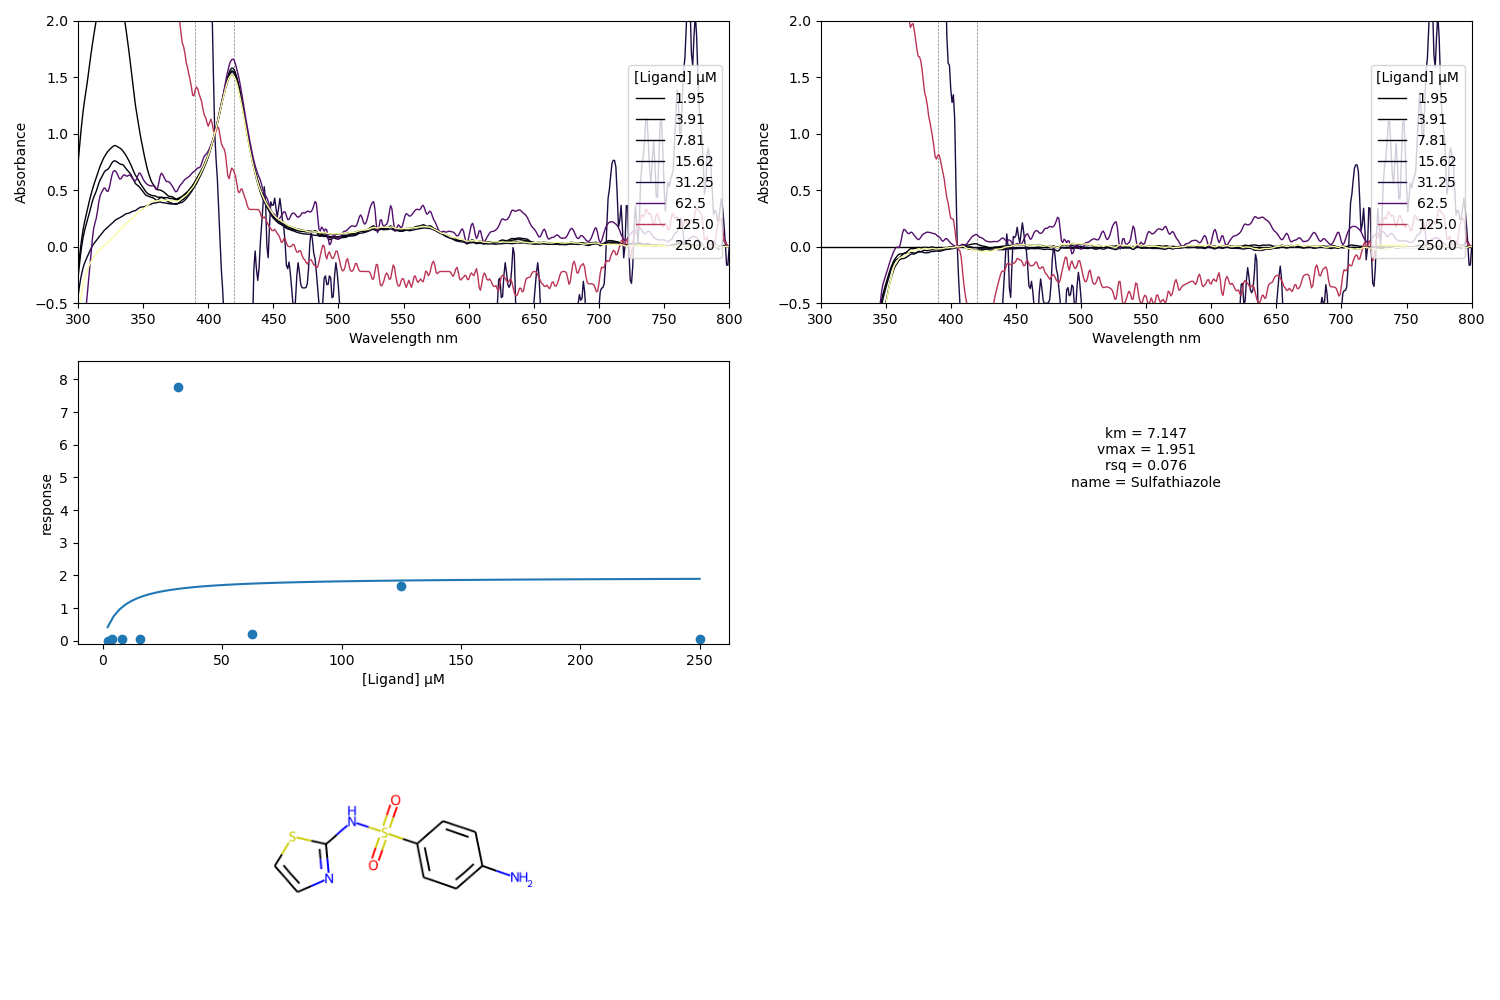 2.0
1.5
1.0
0.5
0.0
−0.5
Absorbance
300 350 400 450 500 550 600 650 700 750 800
Wavelength nm
[Ligand] µM
1.95
3.91
7.81
15.62
31.25
62.5
125.0
250.0
2.0
1.5
1.0
0.5
0.0
−0.5
Absorbance
300 350 400 450 500 550 600 650 700 750 800
Wavelength nm
[Ligand] µM
1.95
3.91
7.81
15.62
31.25
62.5
125.0
250.0
8
7
6
5
4
3
2
1
0
response
0 50 100 150 200 250
[Ligand] µM
km = 7.147
vmax = 1.951
rsq = 0.076
name = Sulfathiazole
H
N
O
S
S
O
N
NH2